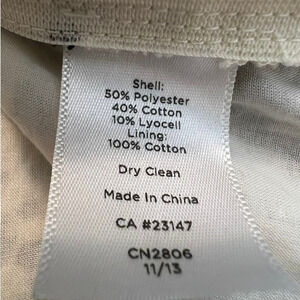 Shell:
50% Polyester
40% Cotton
10% Lyocell
Lining:
100% Cotton
Dry Clean
Made In China
CA #23147
CN2806
11/13